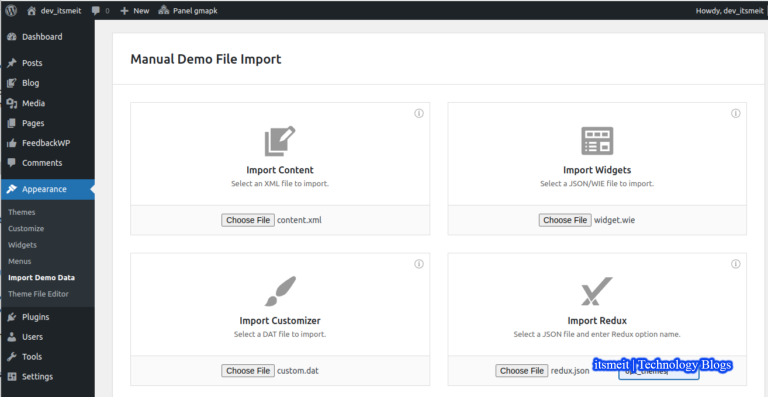 dev_itsmeit 0 New Panel gmapk Howdy, dev_itsmeit
Dashboard
Posts
Blog
Media
Pages
FeedbackWP
Comments
Appearance
Themes
Customize
Widgets
Menus
Import Demo Data
Theme File Editor
Plugins
Users
Tools
Settings
Manual Demo File Import
Import Content
Select an XML file to import.
Choose File content.xml
Import Widgets
Select a JSON/WIE file to import.
Choose File widget.wie
Import Customizer
Select a DAT file to import.
Choose File custom.dat
Import Redux
Select a JSON file and enter Redux option name.
Choose File redux.json
itsmeit | Technology Blogs